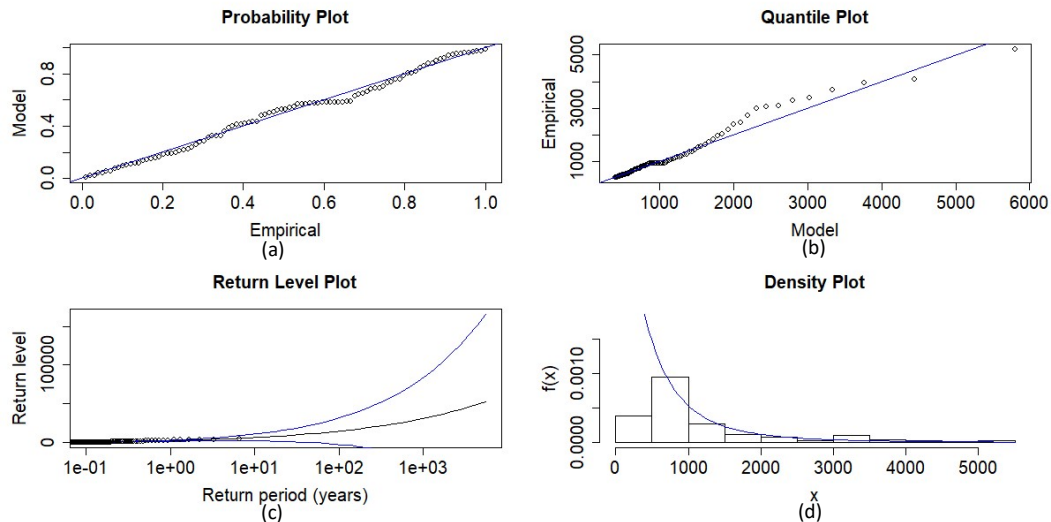 Probability Plot
Model
0.0 0.4 0.8
0.0 0.2 0.4 0.6 0.8 1.0
Empirical
(a)
Quantile Plot
Empirical
1000 3000 5000
1000 2000 3000 4000 5000 6000
Model
(b)
Return Level Plot
Return level
0 100000
1e-01 1e+00 1e+01 1e+02 1e+03
Return period (years)
(c)
Density Plot
f(x)
0.0000 0.0010
0 1000 2000 3000 4000 5000
x
(d)